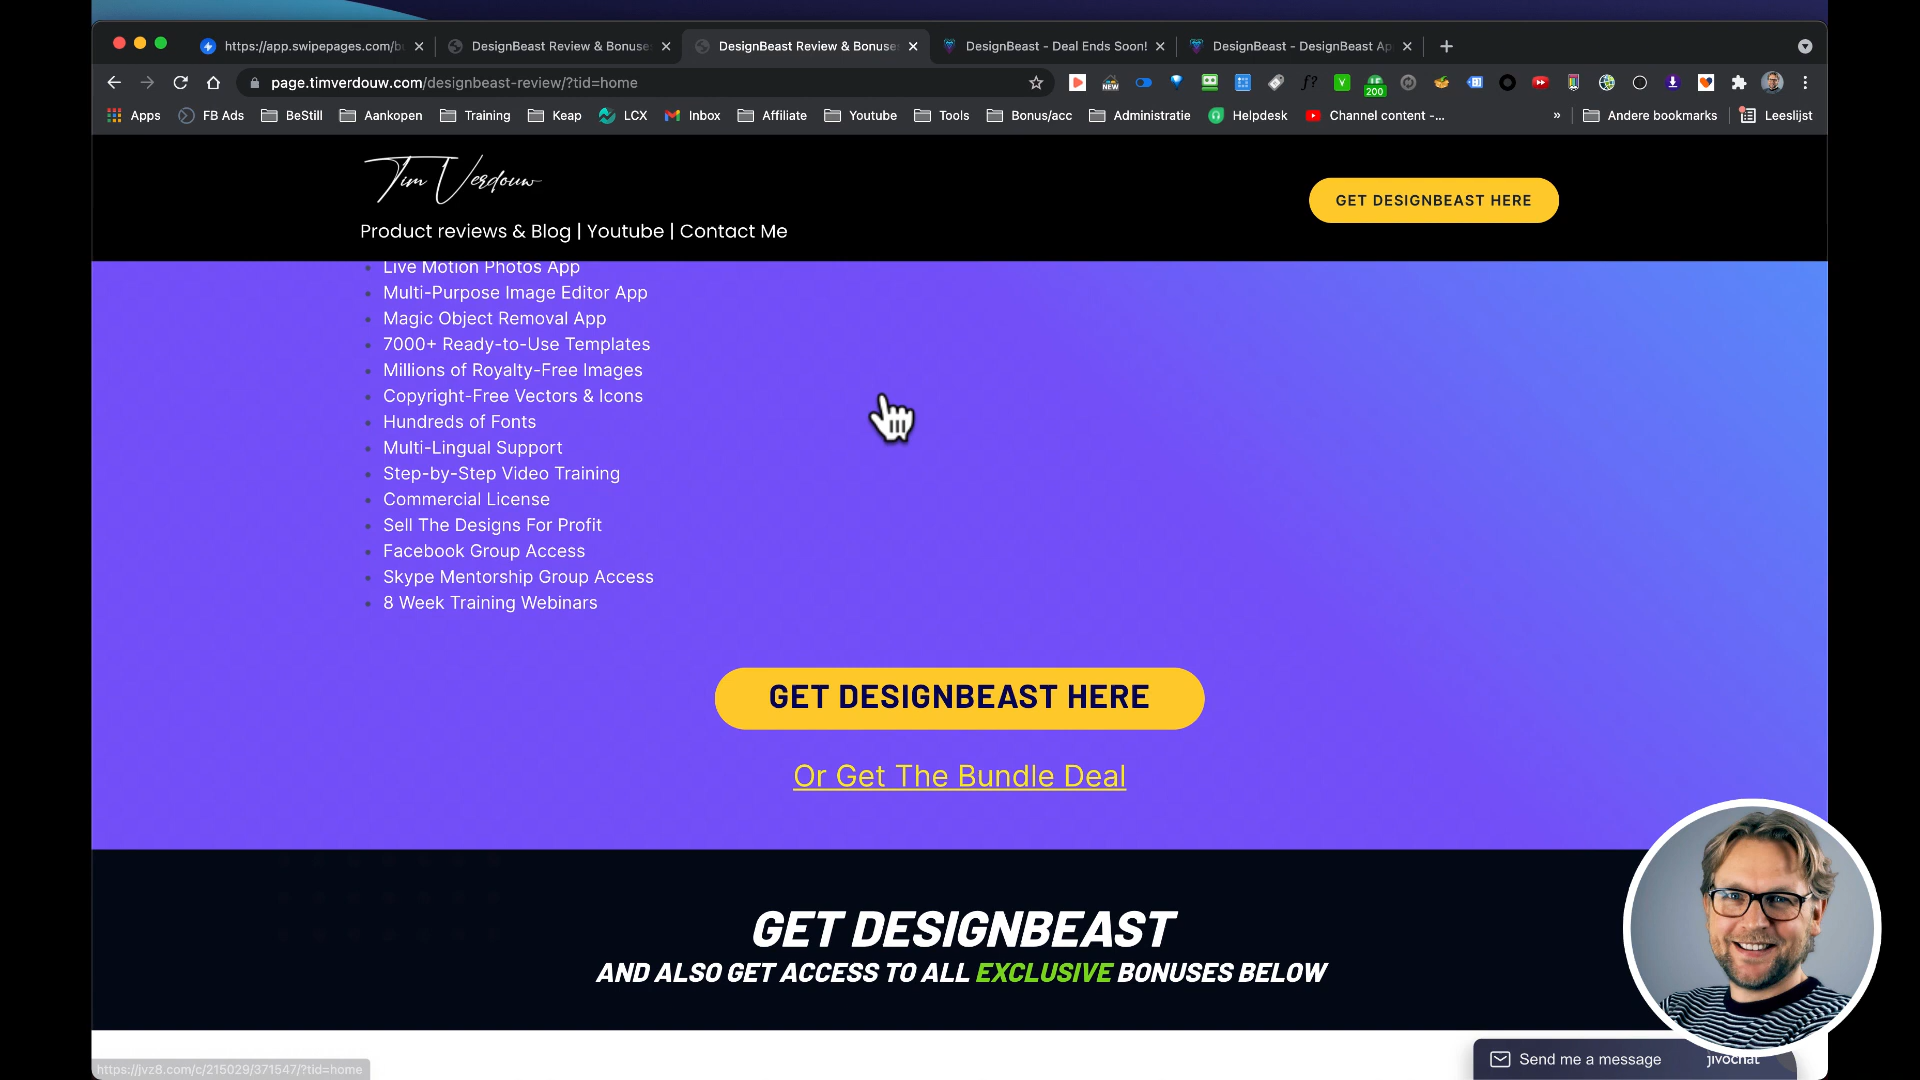 https://app.swipepages.com/b
DesignBeast Review & Bonuse
DesignBeast Review & Bonuse
DesignBeast - Deal Ends Soon!
DesignBeast - DesignBeast Ap
page.timverdouw.com/designbeast-review/?tid=home
NEW
200
Apps
FB Ads
BeStill
Aankopen
Training
Keap
LCX
Inbox
Affiliate
Youtube
Tools
Bonus/acc
Administratie
Helpdesk
Channel content -...
»
Andere bookmarks
Leeslijst
Tim Verdouw
GET DESIGNBEAST HERE
Product reviews & Blog | Youtube | Contact Me
Live Motion Photos App
Multi-Purpose Image Editor App
Magic Object Removal App
7000+ Ready-to-Use Templates
Millions of Royalty-Free Images
Copyright-Free Vectors & Icons
Hundreds of Fonts
Multi-Lingual Support
Step-by-Step Video Training
Commercial License
Sell The Designs For Profit
Facebook Group Access
Skype Mentorship Group Access
8 Week Training Webinars
GET DESIGNBEAST HERE
Or Get The Bundle Deal
GET DESIGNBEAST
AND ALSO GET ACCESS TO ALL EXCLUSIVE BONUSES BELOW
Send me a message
jivochat
https://jvz8.com/c/215029/371547/?tid=home